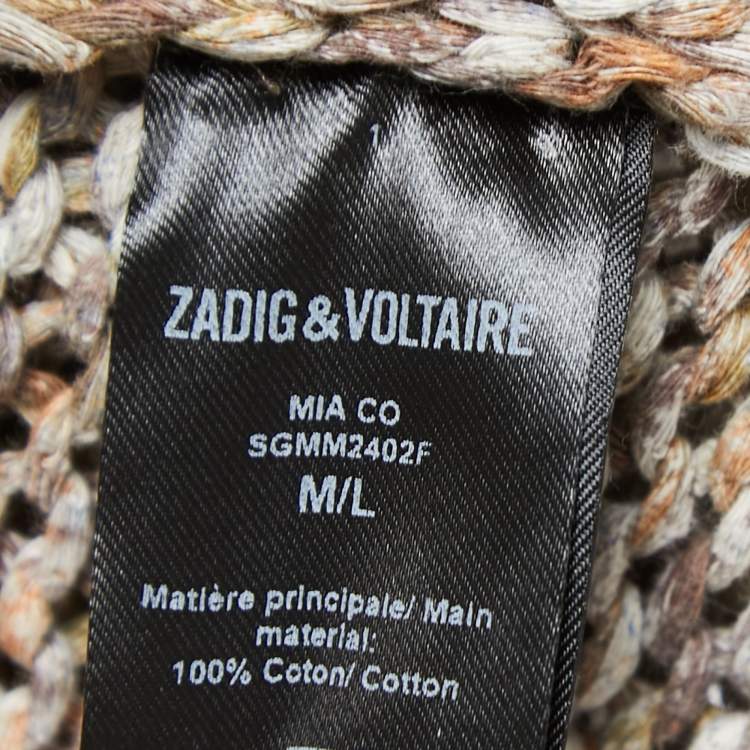 1
ZADIG&VOLTAIRE
MIA CO
SGMM2402F
M/L
Matière principale/ Main
material:
100% Coton/ Cotton